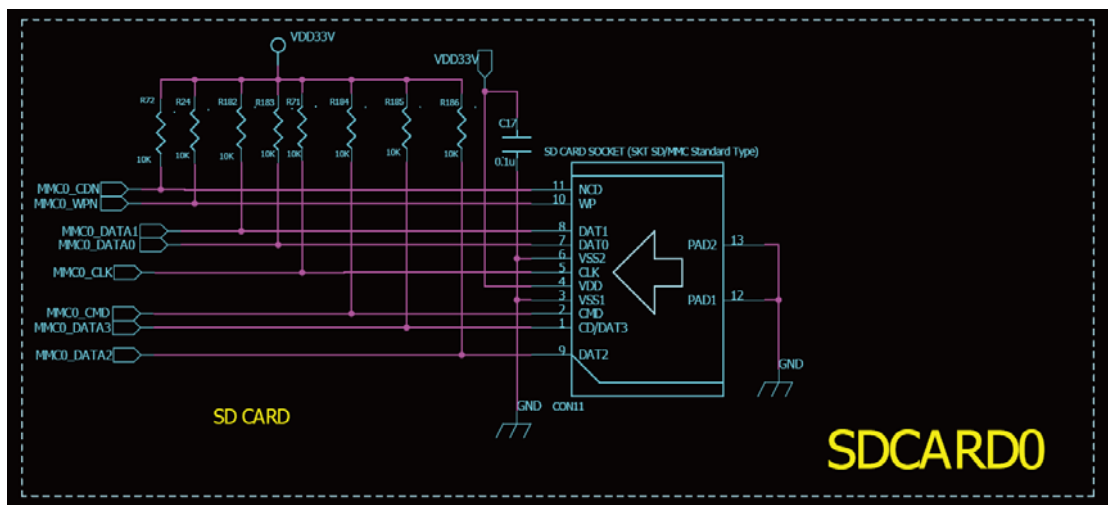 VDD33V
VDD33V
R72 R24 R182 R183 R71 R184 R185 R186
10K 10K 10K 10K 10K 10K 10K 10K
C17
0.1u
SD CARD SOCKET (SKT SD/MMC Standard Type)
MMC0_CDN 11 NCD
MMC0_WPN 10 WP
MMC0_DATA1 8 DAT1
MMC0_DATA0 7 DAT0
6 VSS2
MMC0_CLK 5 CLK
4 VDD
3 VSS1
MMC0_CMD 2 CMD
MMC0_DATA3 1 CD/DAT3
MMC0_DATA2 9 DAT2
PAD2 13
PAD1 12
GND
GND
CON11
SD CARD
SDCARD0